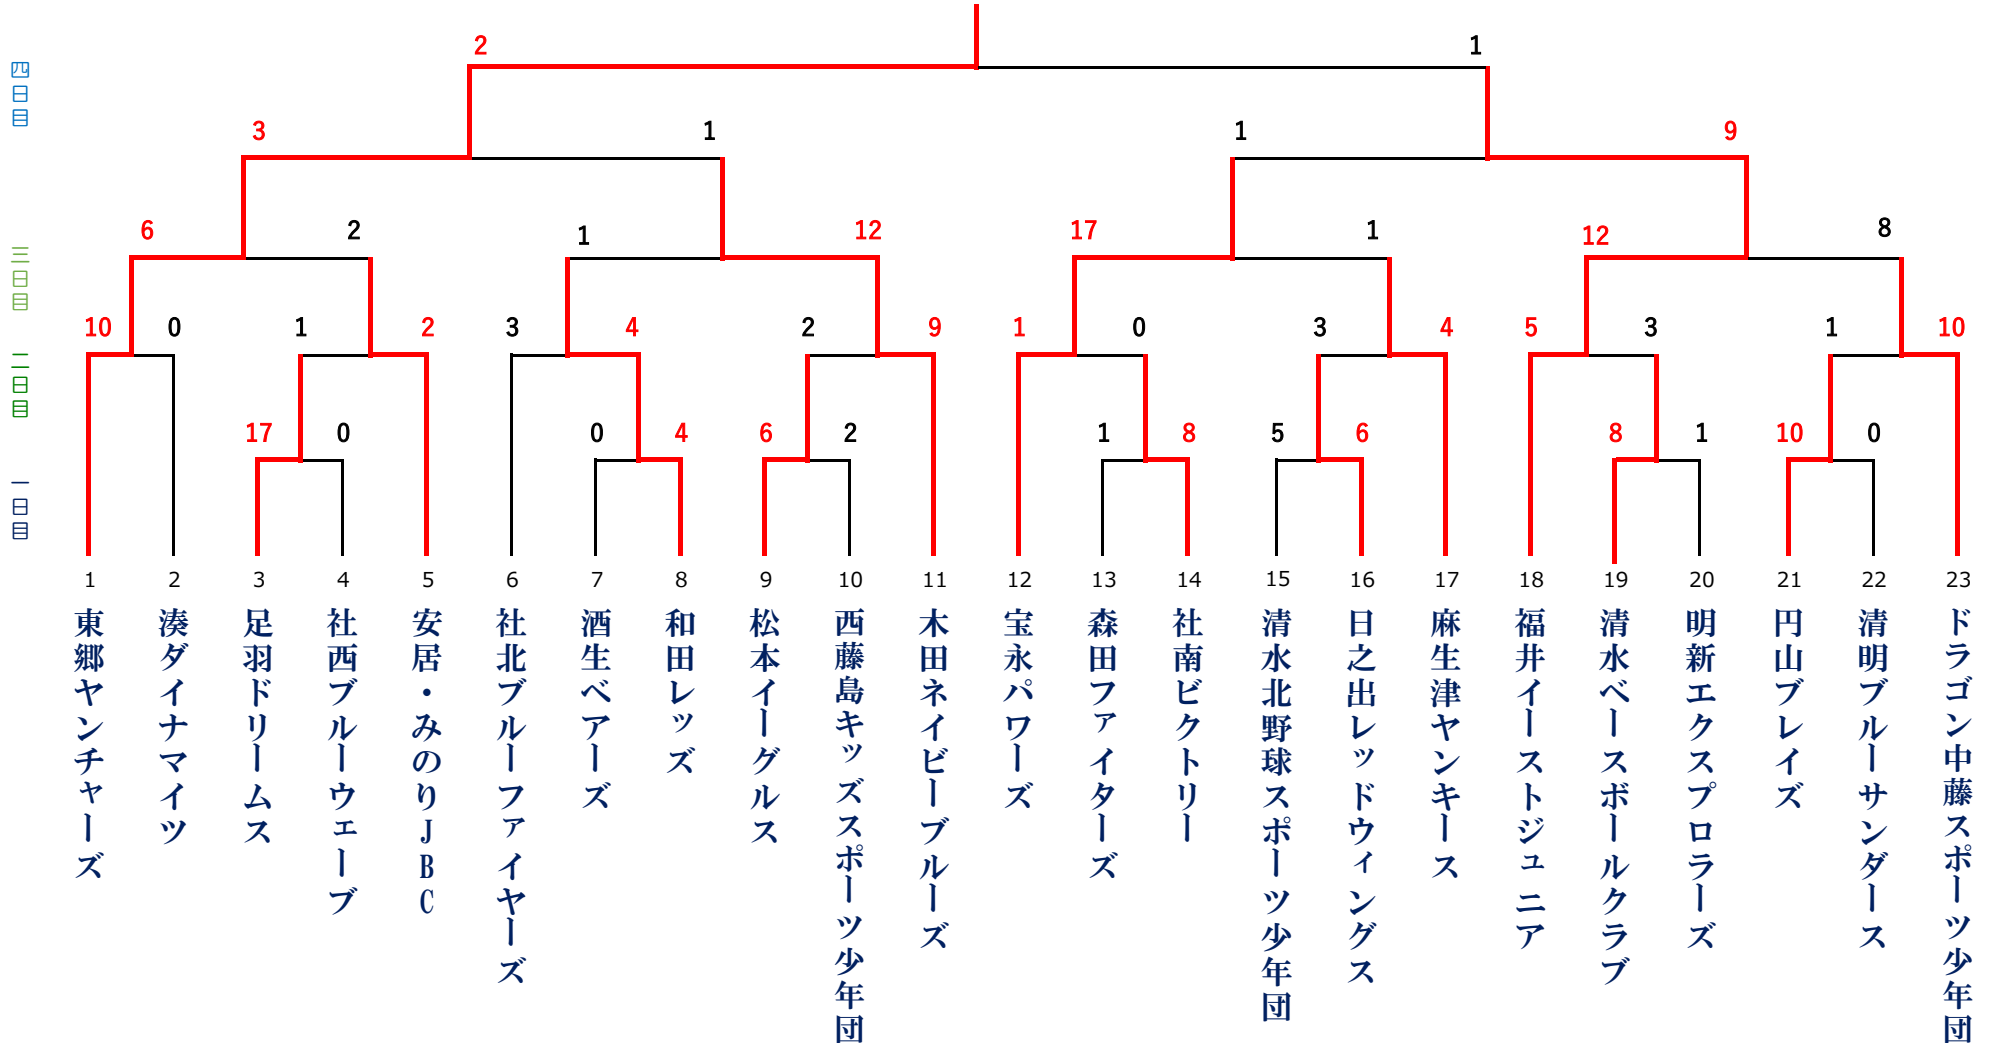 2 1
四日目
3 1 1 9
6 2 1 12 17 1 12 8
三日目
10 0 1 2 3 4 2 9 1 0 3 4 5 3 1 10
二日目
17 0 0 4 6 2 1 8 5 6 8 1 10 0
一日目
1 2 3 4 5 6 7 8 9 10 11 12 13 14 15 16 17 18 19 20 21 22 23
東郷ヤンチャーズ
湊ダイナマイツ
足羽ドリームス
社西ブルーウェーブ
安居・みのりJBC
社北ブルーファイヤーズ
酒生ベアーズ
和田レッズ
松本イーグルス
西藤島キッズスポーツ少年団
木田ネイビーブルーズ
宝永パワーズ
森田ファイターズ
社南ビクトリー
清水北野球スポーツ少年団
日之出レッドウィングス
麻生津ヤンキース
福井イーストジュニア
清水ベースボールクラブ
明新エクスプロラーズ
円山ブレイズ
清明ブルーサンダース
ドラゴン中藤スポーツ少年団